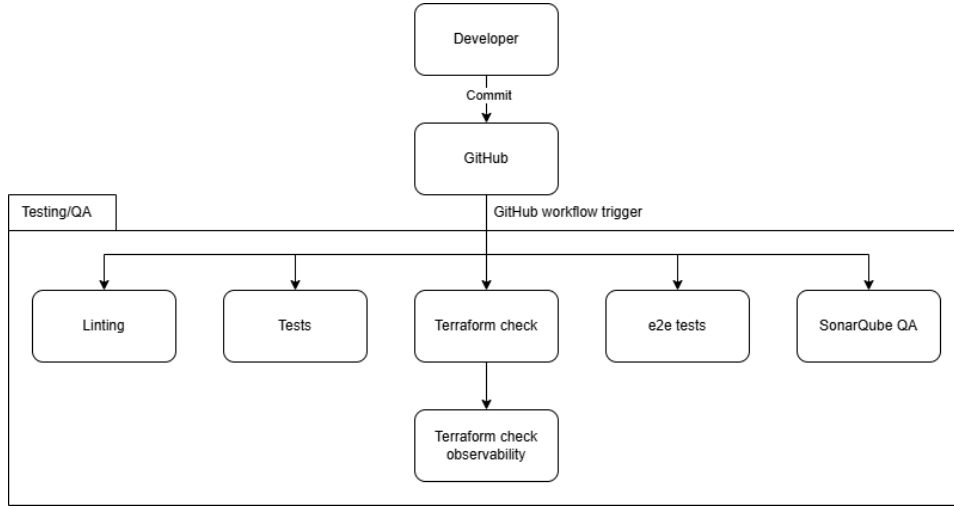 Developer
Commit
GitHub
Testing/QA
GitHub workflow trigger
Linting
Tests
Terraform check
e2e tests
SonarQube QA
Terraform check
observability